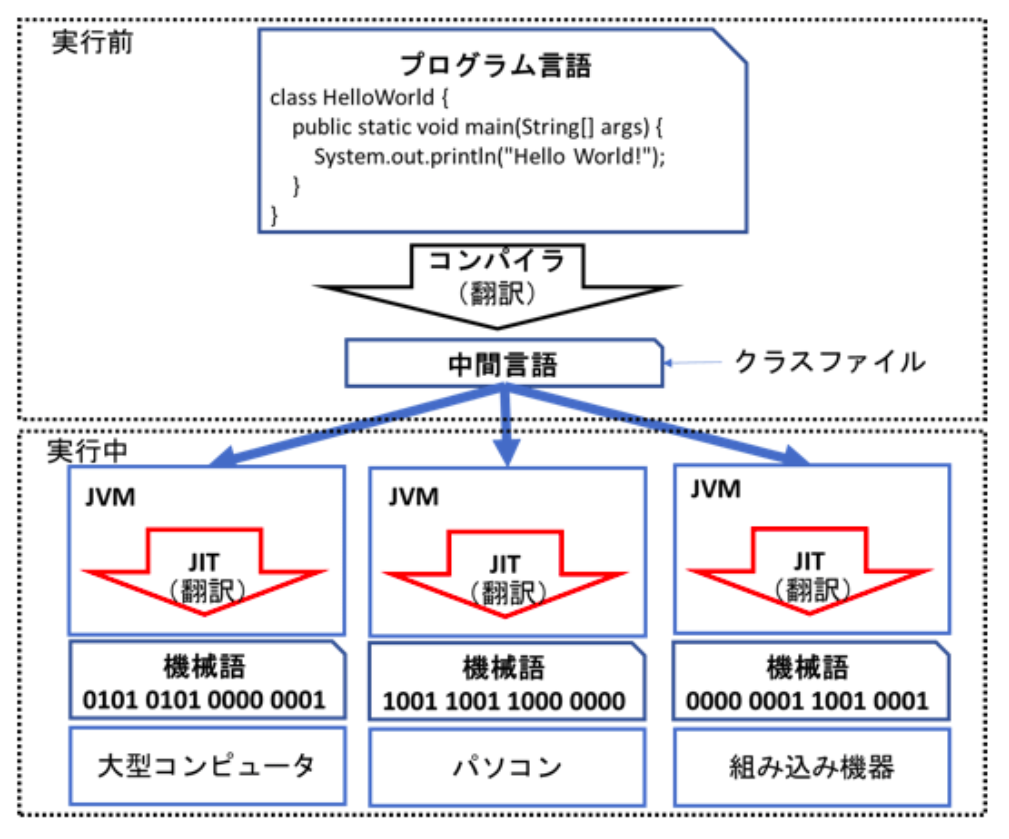 実行前
プログラム言語
class HelloWorld {
public static void main(String[] args) {
System.out.println("Hello World!");
}
}
コンパイラ
（翻訳）
中間言語
クラスファイル
実行中
JVM
JIT
（翻訳）
機械語
0101 0101 0000 0001
大型コンピュータ
JVM
JIT
（翻訳）
機械語
1001 1001 1000 0000
パソコン
JVM
JIT
（翻訳）
機械語
0000 0001 1001 0001
組み込み機器